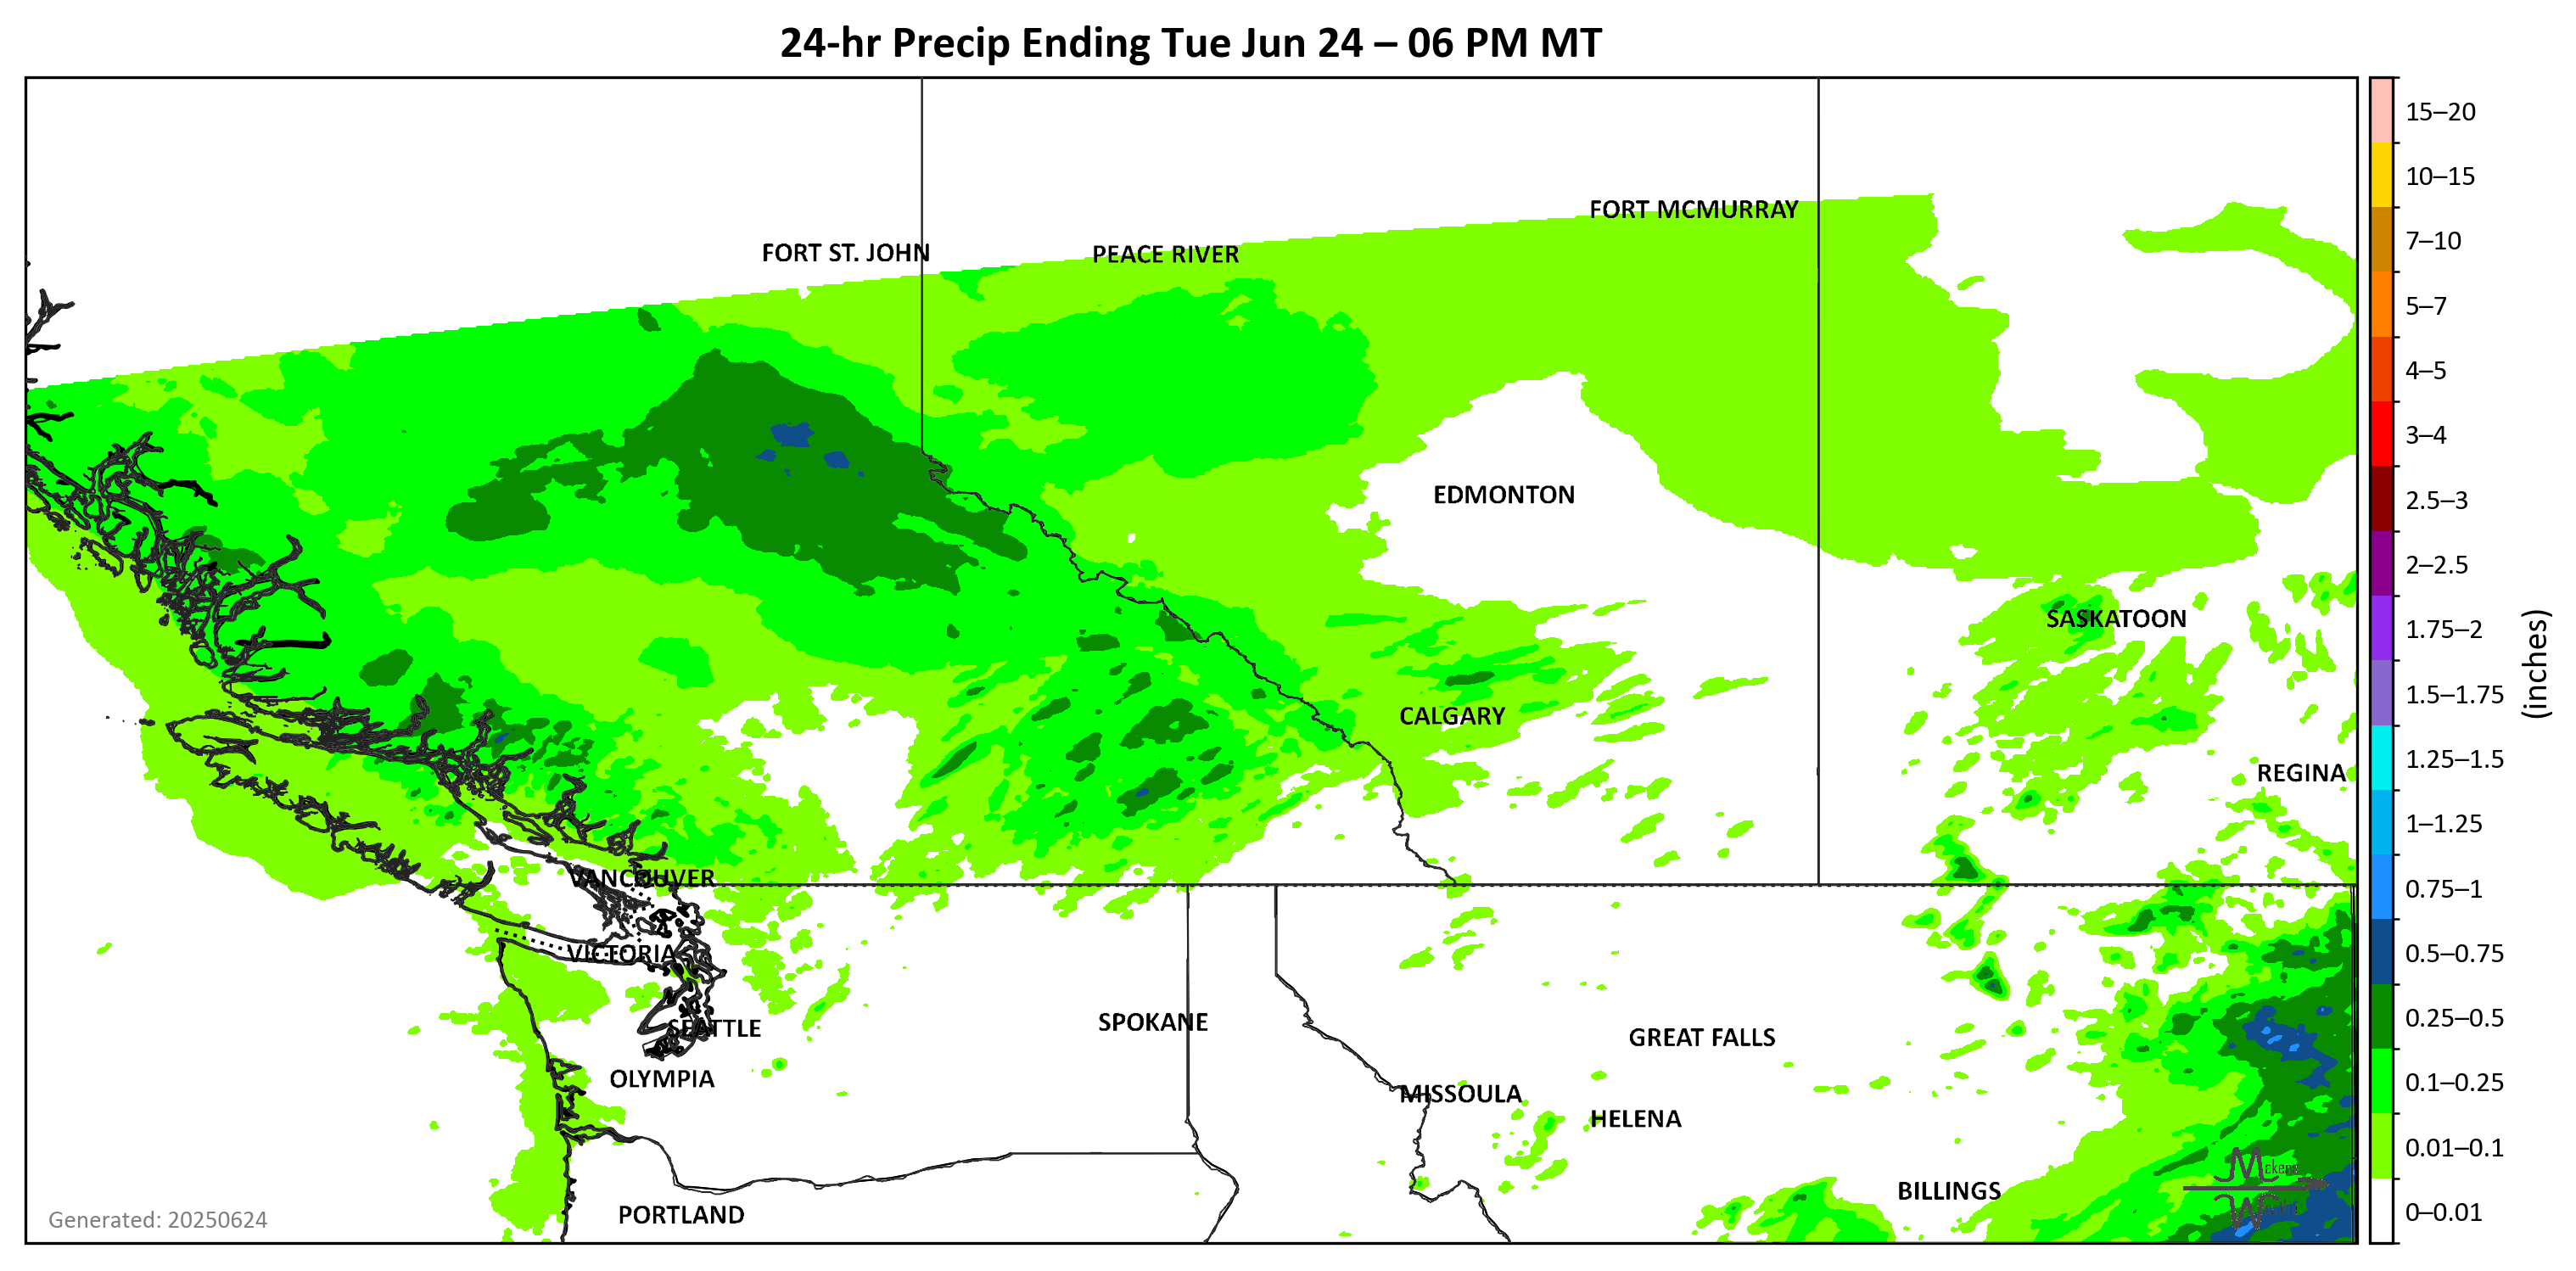 24-hr Precip Ending Tue Jun 24 – 06 PM MT
FORT MCMURRAY
FORT ST. JOHN
PEACE RIVER
EDMONTON
SASKATOON
CALGARY
REGINA
VANCOUVER
VICTORIA
SEATTLE
SPOKANE
GREAT FALLS
OLYMPIA
MISSOULA
HELENA
BILLINGS
PORTLAND
Generated: 20250624
15–20
10–15
7–10
5–7
4–5
3–4
2.5–3
2–2.5
1.75–2
1.5–1.75
1.25–1.5
1–1.25
0.75–1
0.5–0.75
0.25–0.5
0.1–0.25
0.01–0.1
0–0.01
(inches)